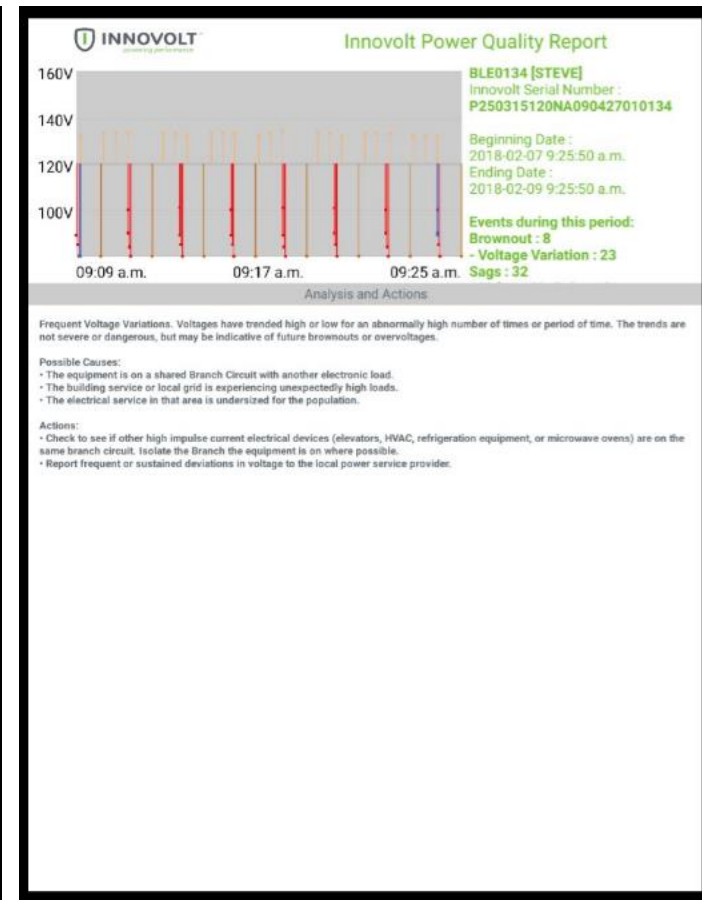 INNOVOLT
powering performance
Innovolt Power Quality Report
160V
140V
120V
100V
09:09 a.m.
09:17 a.m.
09:25 a.m.
BLE0134 [STEVE]
Innovolt Serial Number :
P250315120NA090427010134
Beginning Date :
2018-02-07 9:25:50 a.m.
Ending Date :
2018-02-09 9:25:50 a.m.
Events during this period:
Brownout : 8
- Voltage Variation : 23
Sags : 32
Analysis and Actions
Frequent Voltage Variations. Voltages have trended high or low for an abnormally high number of times or period of time. The trends are
not severe or dangerous, but may be indicative of future brownouts or overvoltages.
Possible Causes:
• The equipment is on a shared Branch Circuit with another electronic load.
• The building service or local grid is experiencing unexpectedly high loads.
• The electrical service in that area is undersized for the population.
Actions:
• Check to see if other high impulse current electrical devices (elevators, HVAC, refrigeration equipment, or microwave ovens) are on the
same branch circuit. Isolate the Branch the equipment is on where possible.
• Report frequent or sustained deviations in voltage to the local power service provider.